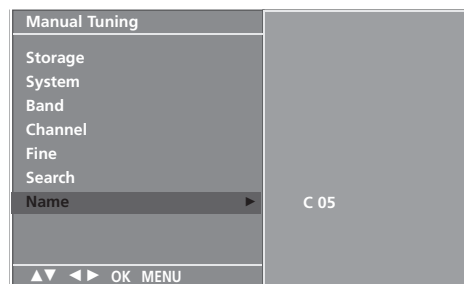 Manual Tuning
Storage
System
Band
Channel
Fine
Search
Name ▶ C 05
▲▼ ◀ ▶ OK MENU